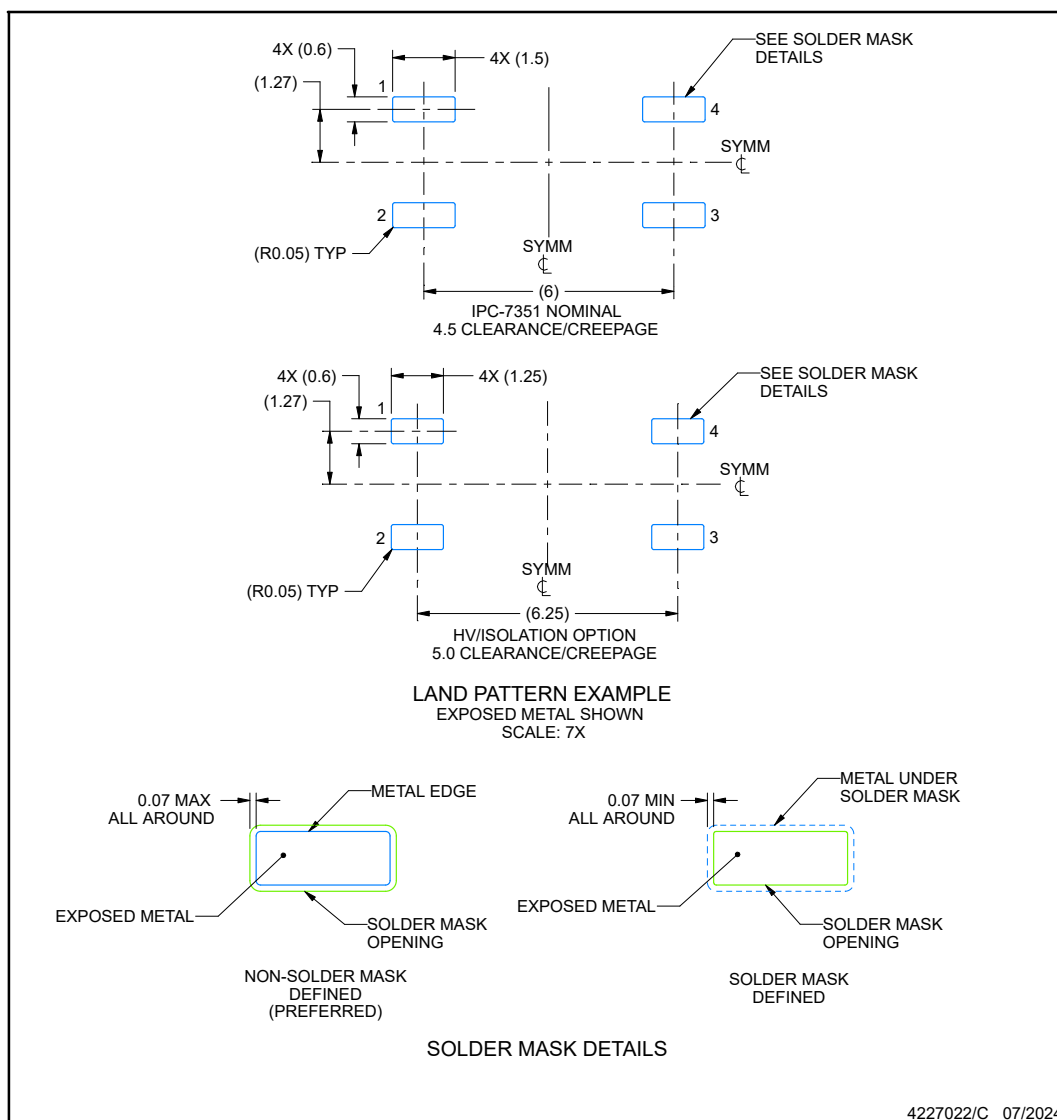 4X (0.6)
4X (1.5)
SEE SOLDER MASK
DETAILS
(1.27)
1
4
SYMM
℄
2
3
(R0.05) TYP
SYMM
℄
(6)
IPC-7351 NOMINAL
4.5 CLEARANCE/CREEPAGE
4X (0.6)
4X (1.25)
SEE SOLDER MASK
DETAILS
(1.27)
1
4
SYMM
℄
2
3
(R0.05) TYP
SYMM
℄
(6.25)
HV/ISOLATION OPTION
5.0 CLEARANCE/CREEPAGE
LAND PATTERN EXAMPLE
EXPOSED METAL SHOWN
SCALE: 7X
0.07 MAX
ALL AROUND
METAL EDGE
EXPOSED METAL
SOLDER MASK
OPENING
NON-SOLDER MASK
DEFINED
(PREFERRED)
0.07 MIN
ALL AROUND
METAL UNDER
SOLDER MASK
EXPOSED METAL
SOLDER MASK
OPENING
SOLDER MASK
DEFINED
SOLDER MASK DETAILS
4227022/C 07/2024